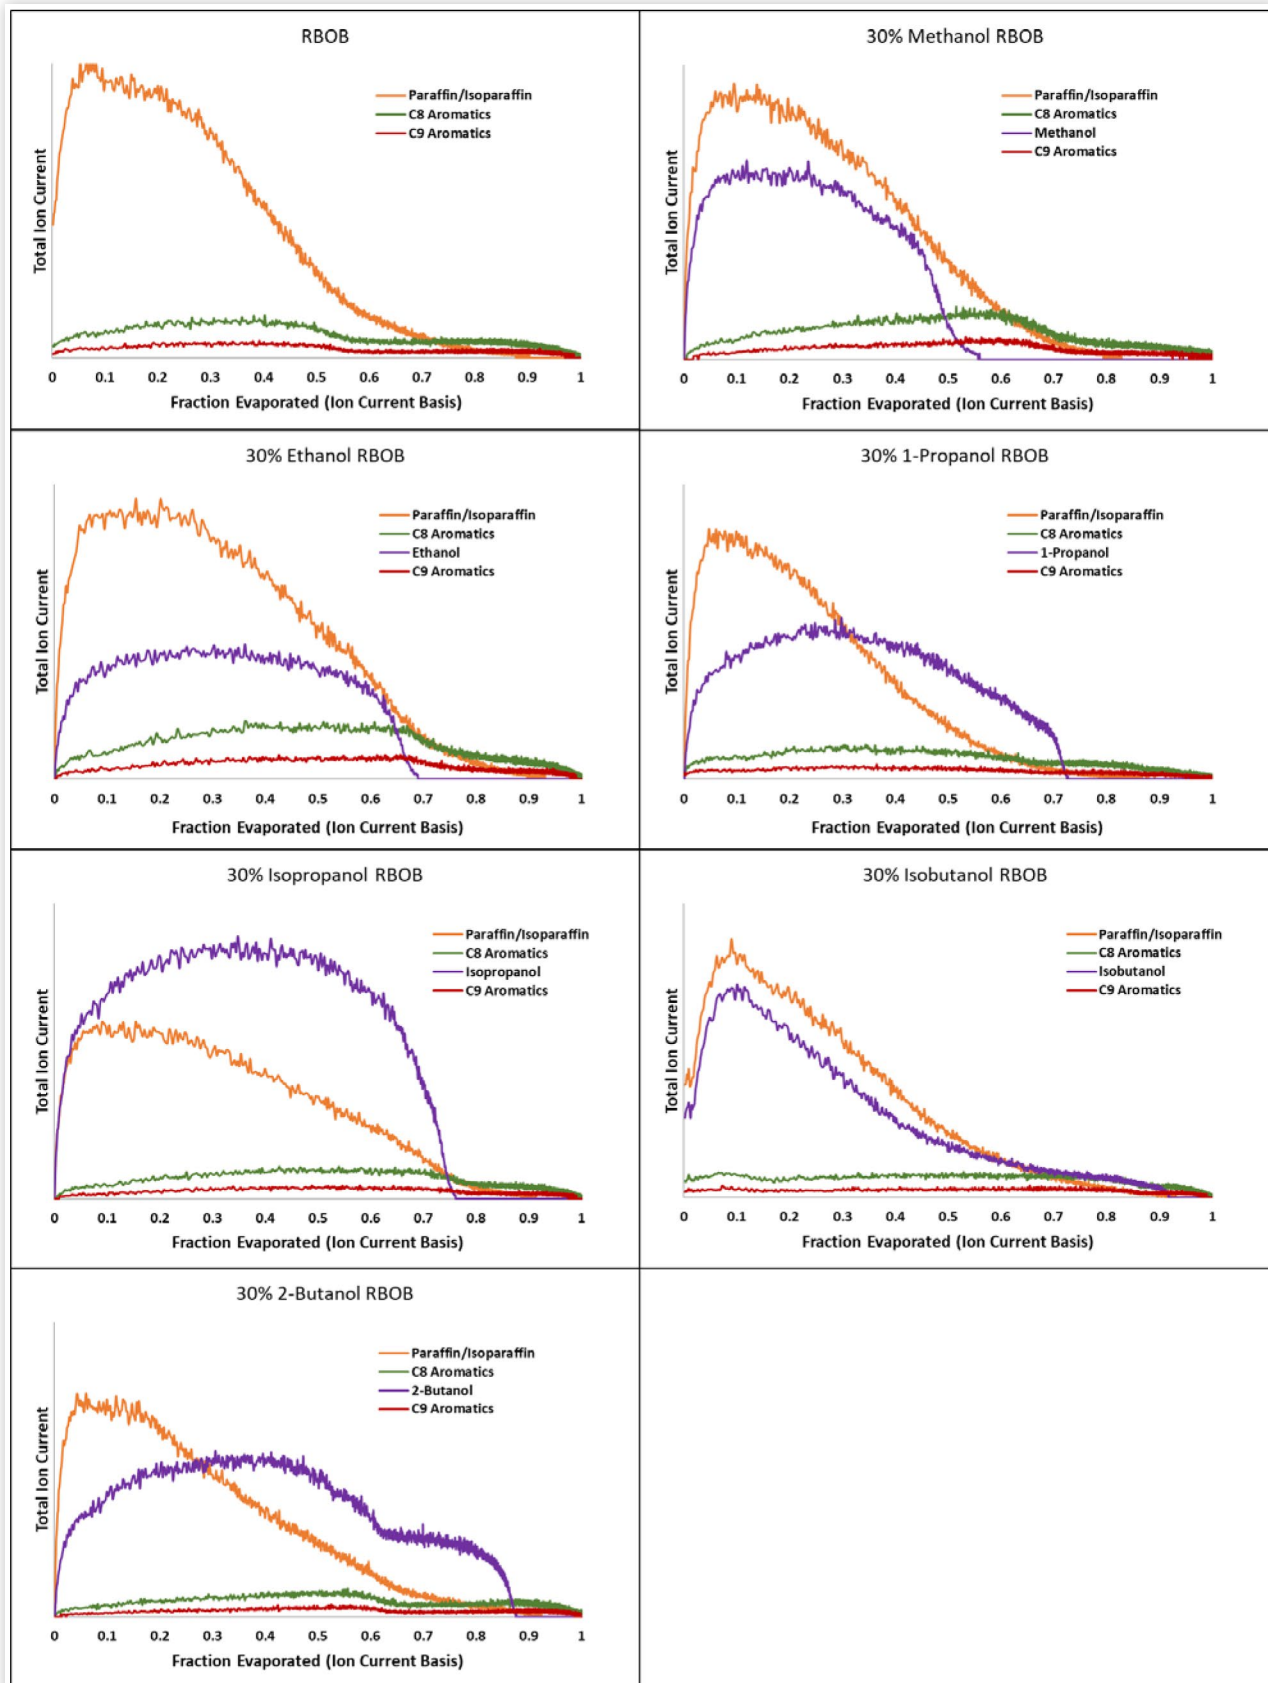 RBOB
Paraffin/Isoparaffin
C8 Aromatics
C9 Aromatics
Total Ion Current
0 0.1 0.2 0.3 0.4 0.5 0.6 0.7 0.8 0.9 1
Fraction Evaporated (Ion Current Basis)
30% Methanol RBOB
Paraffin/Isoparaffin
C8 Aromatics
Methanol
C9 Aromatics
Total Ion Current
0 0.1 0.2 0.3 0.4 0.5 0.6 0.7 0.8 0.9 1
Fraction Evaporated (Ion Current Basis)
30% Ethanol RBOB
Paraffin/Isoparaffin
C8 Aromatics
Ethanol
C9 Aromatics
Total Ion Current
0 0.1 0.2 0.3 0.4 0.5 0.6 0.7 0.8 0.9 1
Fraction Evaporated (Ion Current Basis)
30% 1-Propanol RBOB
Paraffin/Isoparaffin
C8 Aromatics
1-Propanol
C9 Aromatics
Total Ion Current
0 0.1 0.2 0.3 0.4 0.5 0.6 0.7 0.8 0.9 1
Fraction Evaporated (Ion Current Basis)
30% Isopropanol RBOB
Paraffin/Isoparaffin
C8 Aromatics
Isopropanol
C9 Aromatics
Total Ion Current
0 0.1 0.2 0.3 0.4 0.5 0.6 0.7 0.8 0.9 1
Fraction Evaporated (Ion Current Basis)
30% Isobutanol RBOB
Paraffin/Isoparaffin
C8 Aromatics
Isobutanol
C9 Aromatics
Total Ion Current
0 0.1 0.2 0.3 0.4 0.5 0.6 0.7 0.8 0.9 1
Fraction Evaporated (Ion Current Basis)
30% 2-Butanol RBOB
Paraffin/Isoparaffin
C8 Aromatics
2-Butanol
C9 Aromatics
Total Ion Current
0 0.1 0.2 0.3 0.4 0.5 0.6 0.7 0.8 0.9 1
Fraction Evaporated (Ion Current Basis)